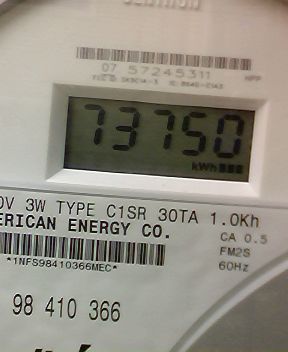 CENTRON
07 57245311
73750
kWh
0V 3W TYPE C1SR 30TA 1.0Kh
ERICAN ENERGY CO.
CA 0.5
*1NFS98410366MEC*
FM2S
60Hz
98 410 366